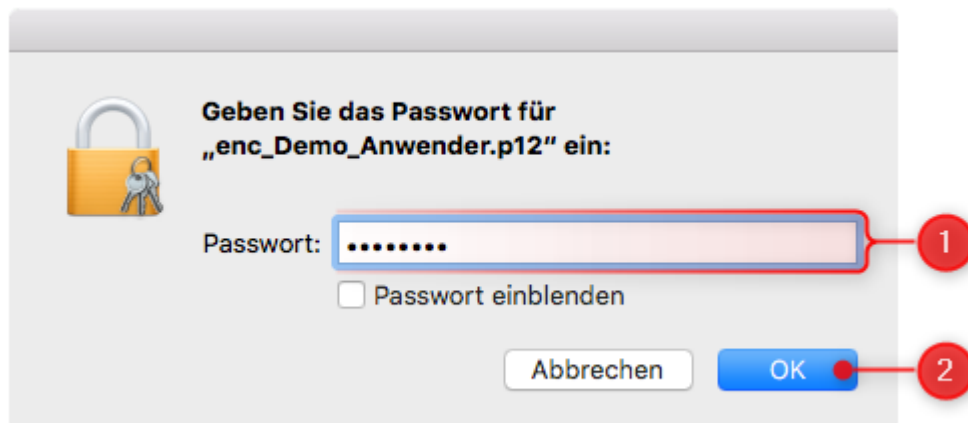 Geben Sie das Passwort für
„enc_Demo_Anwender.p12“ ein:
Passwort: ••••••••
1
Passwort einblenden
Abbrechen
OK
2